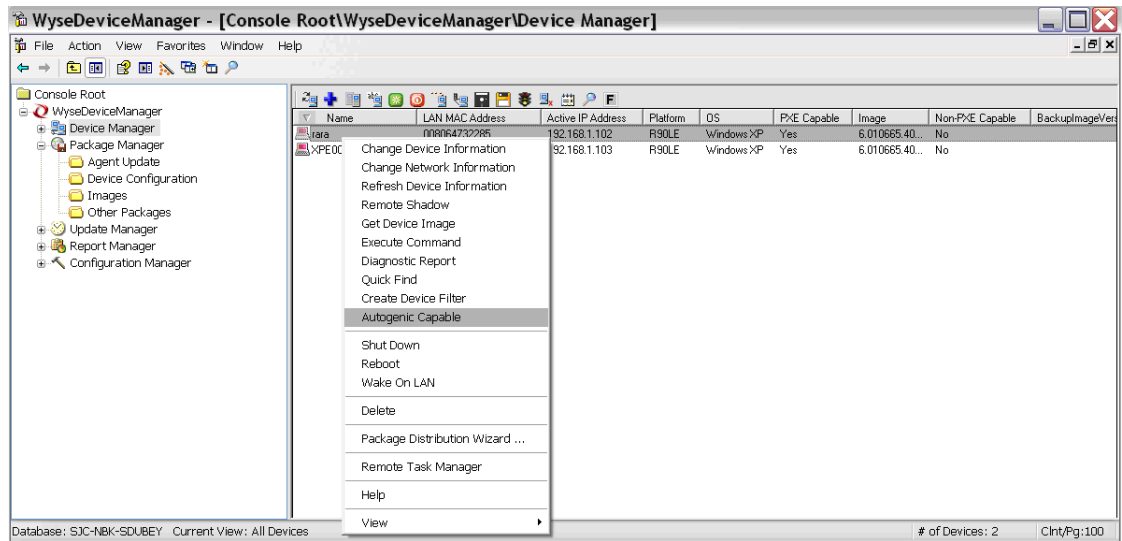 WyseDeviceManager - [Console Root\WyseDeviceManager\Device Manager]
File Action View Favorites Window Help
Console Root
WyseDeviceManager
Device Manager
Package Manager
Agent Update
Device Configuration
Images
Other Packages
Update Manager
Report Manager
Configuration Manager
Name LAN MAC Address Active IP Address Platform OS PXE Capable Image Non-PXE Capable BackupImageVers
rara 008064732285 192.168.1.102 R90LE Windows XP Yes 6.010665.40... No
XPE00 92.168.1.103 R90LE Windows XP Yes 6.010665.40... No
Change Device Information
Change Network Information
Refresh Device Information
Remote Shadow
Get Device Image
Execute Command
Diagnostic Report
Quick Find
Create Device Filter
Autogenic Capable
Shut Down
Reboot
Wake On LAN
Delete
Package Distribution Wizard ...
Remote Task Manager
Help
View
Database: SJC-NBK-SDUBEY Current View: All Devices # of Devices: 2 Clnt/Pg:100